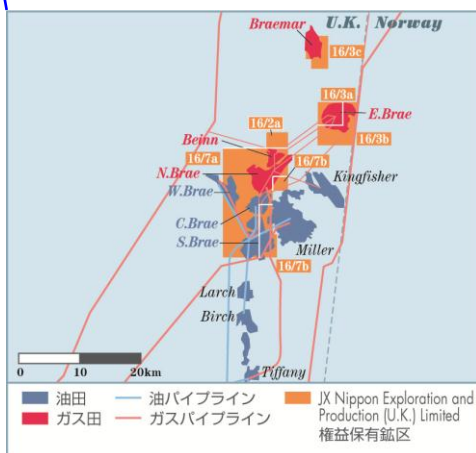 U.K. Norway
Braemar
16/3c
16/3a
E.Brae
16/2a
Beinn
16/3b
16/7a
16/7b
N.Brae
Kingfisher
W.Brae
C.Brae
S.Brae
Miller
16/7b
Larch
Birch
Tiffany
0 10 20km
油田
油パイプライン
JX Nippon Exploration and
Production (U.K.) Limited
権益保有鉱区
ガス田
ガスパイプライン